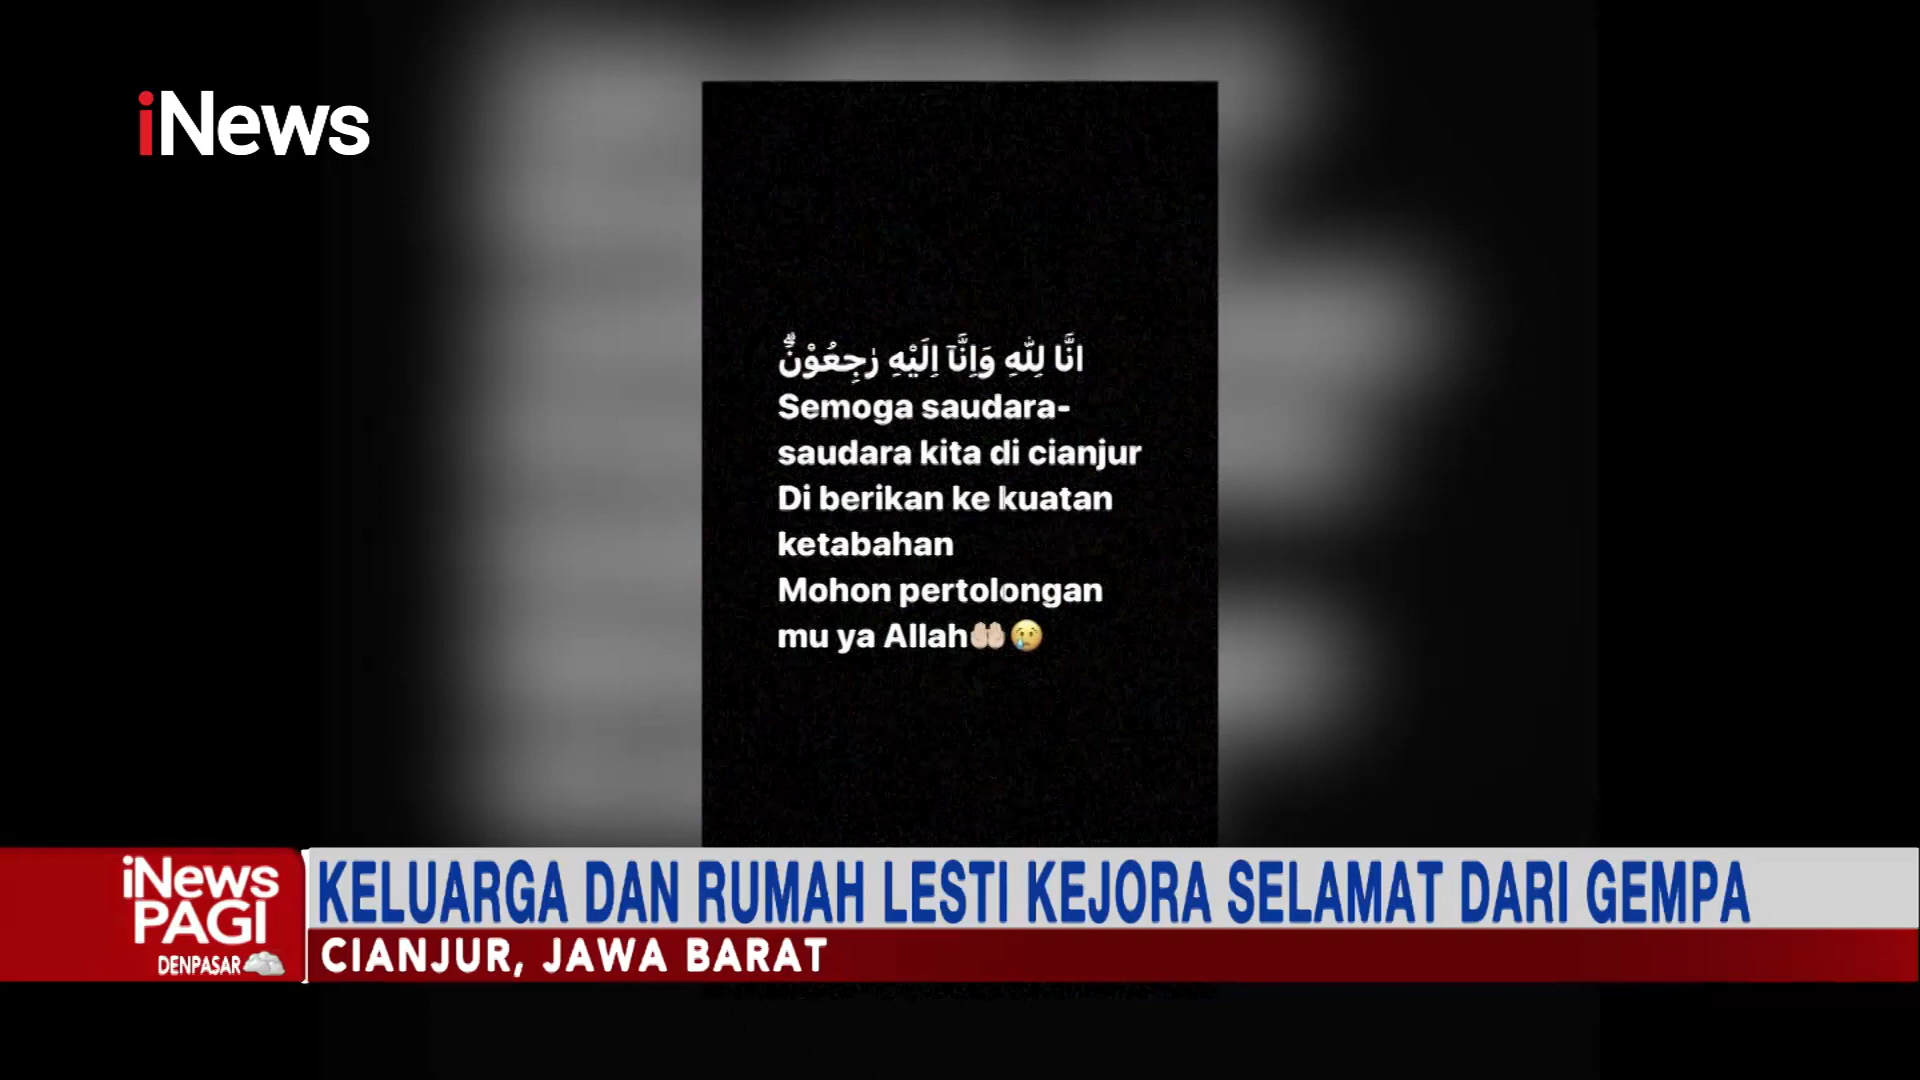 iNews
اِنَّا لِلّٰهِ وَاِنَّآ اِلَيْهِ رٰجِعُوْنَۗ
Semoga saudara-
saudara kita di cianjur
Di berikan ke kuatan
ketabahan
Mohon pertolongan
mu ya Allah🤲🏻😢
iNews
PAGI
DENPASAR
KELUARGA DAN RUMAH LESTI KEJORA SELAMAT DARI GEMPA
CIANJUR, JAWA BARAT